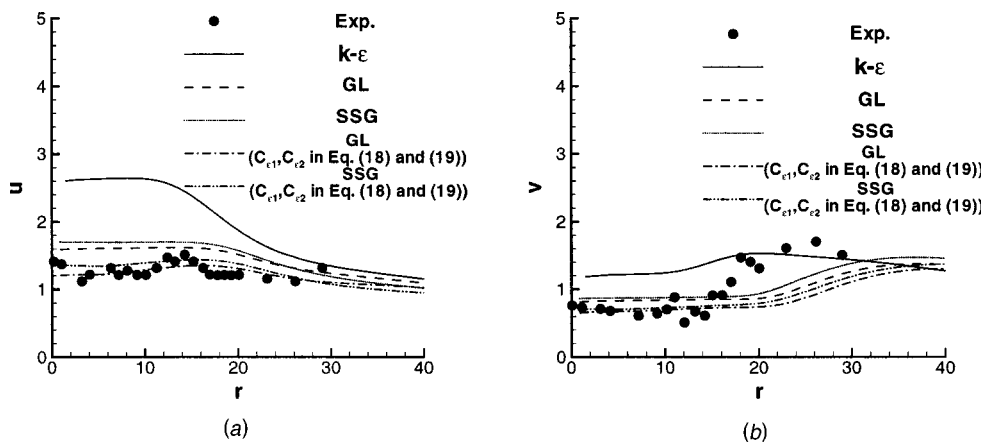 5
4
3
2
1
0
u
Exp.
k-ε
GL
SSG
GL
(Cε1,Cε2 in Eq. (18) and (19))
SSG
(Cε1,Cε2 in Eq. (18) and (19))
0 10 20 30 40
r
(a)
5
4
3
2
1
0
v
Exp.
k-ε
GL
SSG
GL
(Cε1,Cε2 in Eq. (18) and (19))
SSG
(Cε1,Cε2 in Eq. (18) and (19))
0 10 20 30 40
r
(b)